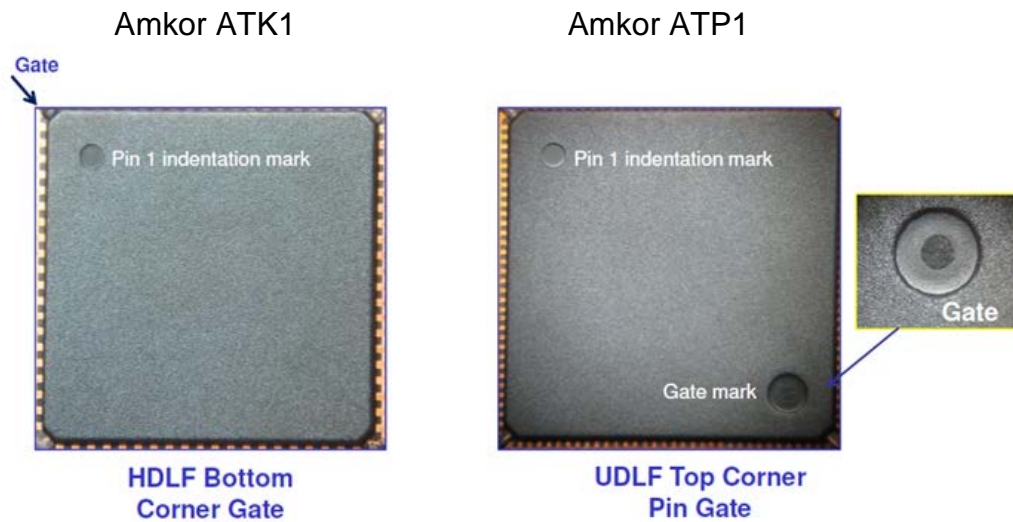 Amkor ATK1
Amkor ATP1
Gate
Pin 1 indentation mark
Pin 1 indentation mark
Gate
Gate mark
HDLF Bottom
Corner Gate
UDLF Top Corner
Pin Gate